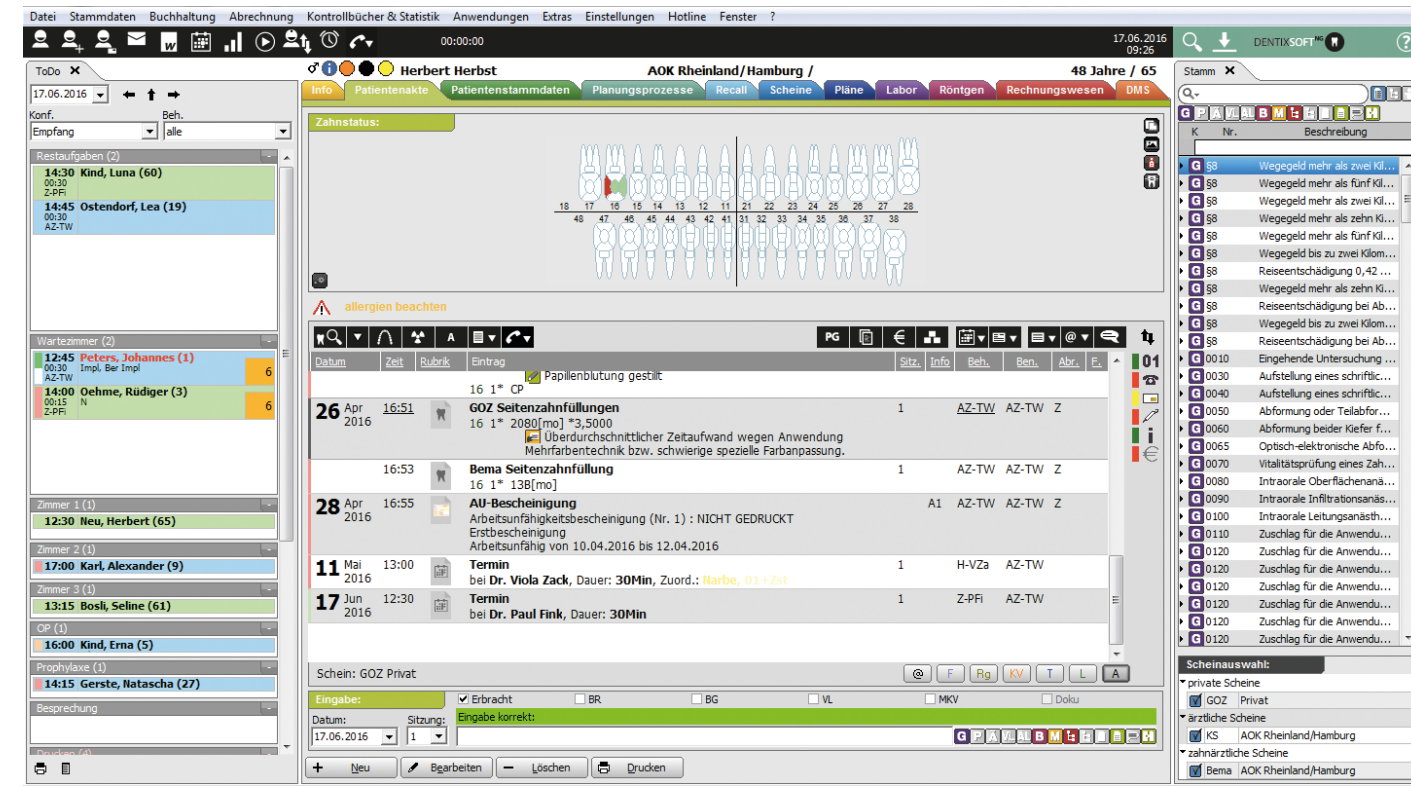 Datei Stammdaten Buchhaltung Abrechnung Kontrollbücher & Statistik Anwendungen Extras Einstellungen Hotline Fenster ?
00:00:00
17.06.2016
09:26
DENTIXSOFT NG
ToDo
17.06.2016
Konf. Beh.
Empfang alle
Restaufgaben (2)
14:30 Kind, Luna (60)
00:30
Z-PFi
14:45 Ostendorf, Lea (19)
00:30
AZ-TW
Wartezimmer (2)
12:45 Peters, Johannes (1)
00:30 Impl, Ber Impl
AZ-TW
6
14:00 Oehme, Rüdiger (3)
00:15 N
Z-PFi
6
Zimmer 1 (1)
12:30 Neu, Herbert (65)
Zimmer 2 (1)
17:00 Karl, Alexander (9)
Zimmer 3 (1)
13:15 Bosli, Seline (61)
OP (1)
16:00 Kind, Erna (5)
Prophylaxe (1)
14:15 Gerste, Natascha (27)
Besprechung
Drucken (4)
Herbert Herbst AOK Rheinland/Hamburg / 48 Jahre / 65
Info Patientenakte Patientenstammdaten Planungsprozesse Recall Scheine Pläne Labor Röntgen Rechnungswesen DMS
Zahnstatus:
18 17 16 15 14 13 12 11 21 22 23 24 25 26 27 28
48 47 46 45 44 43 42 41 31 32 33 34 35 36 37 38
allergien beachten
A PG € @
Datum Zeit Rubrik Eintrag Sitz. Info Beh. Ben. Abr. F.
01
Papillenblutung gestillt
16 1* CP
26 Apr 16:51 GOZ Seitenzahnfüllungen 1 AZ-TW AZ-TW Z
2016 16 1* 2080[mo] *3,5000
Überdurchschnittlicher Zeitaufwand wegen Anwendung
Mehrfarbentechnik bzw. schwierige spezielle Farbanpassung.
16:53 Bema Seitenzahnfüllung 1 AZ-TW AZ-TW Z
16 1* 13B[mo]
28 Apr 16:55 AU-Bescheinigung A1 AZ-TW AZ-TW Z
2016 Arbeitsunfähigkeitsbescheinigung (Nr. 1) : NICHT GEDRUCKT
Erstbescheinigung
Arbeitsunfähig von 10.04.2016 bis 12.04.2016
11 Mai 13:00 Termin 1 H-VZa AZ-TW
2016 bei Dr. Viola Zack, Dauer: 30Min, Zuord.: Narbe, 01+Zst
17 Jun 12:30 Termin 1 Z-PFi AZ-TW
2016 bei Dr. Paul Fink, Dauer: 30Min
Schein: GOZ Privat @ F Rg KV T L A
Eingabe: Erbracht BR BG VL MKV Doku
Datum: Sitzung: Eingabe korrekt:
17.06.2016 1
Neu Bearbeiten Löschen Drucken
Stamm
K Nr. Beschreibung
G §8 Wegegeld mehr als zwei Kil...
G §8 Wegegeld mehr als fünf Kil...
G §8 Wegegeld mehr als zwei Kil...
G §8 Wegegeld mehr als zehn Ki...
G §8 Wegegeld mehr als fünf Kil...
G §8 Wegegeld bis zu zwei Kilom...
G §8 Reiseentschädigung 0,42 ...
G §8 Wegegeld mehr als zehn Ki...
G §8 Reiseentschädigung bei Ab...
G §8 Wegegeld bis zu zwei Kilom...
G §8 Reiseentschädigung bei Ab...
G 0010 Eingehende Untersuchung ...
G 0030 Aufstellung eines schriftlic...
G 0040 Aufstellung eines schriftlic...
G 0050 Abformung oder Teilabfor...
G 0060 Abformung beider Kiefer f...
G 0065 Optisch-elektronische Abfo...
G 0070 Vitalitätsprüfung eines Zah...
G 0080 Intraorale Oberflächenanä...
G 0090 Intraorale Infiltrationsanäs...
G 0100 Intraorale Leitungsanästh...
G 0110 Zuschlag für die Anwendu...
G 0120 Zuschlag für die Anwendu...
G 0120 Zuschlag für die Anwendu...
G 0120 Zuschlag für die Anwendu...
G 0120 Zuschlag für die Anwendu...
G 0120 Zuschlag für die Anwendu...
G 0120 Zuschlag für die Anwendu...
Scheinauswahl:
private Scheine
GOZ Privat
ärztliche Scheine
KS AOK Rheinland/Hamburg
zahnärztliche Scheine
Bema AOK Rheinland/Hamburg